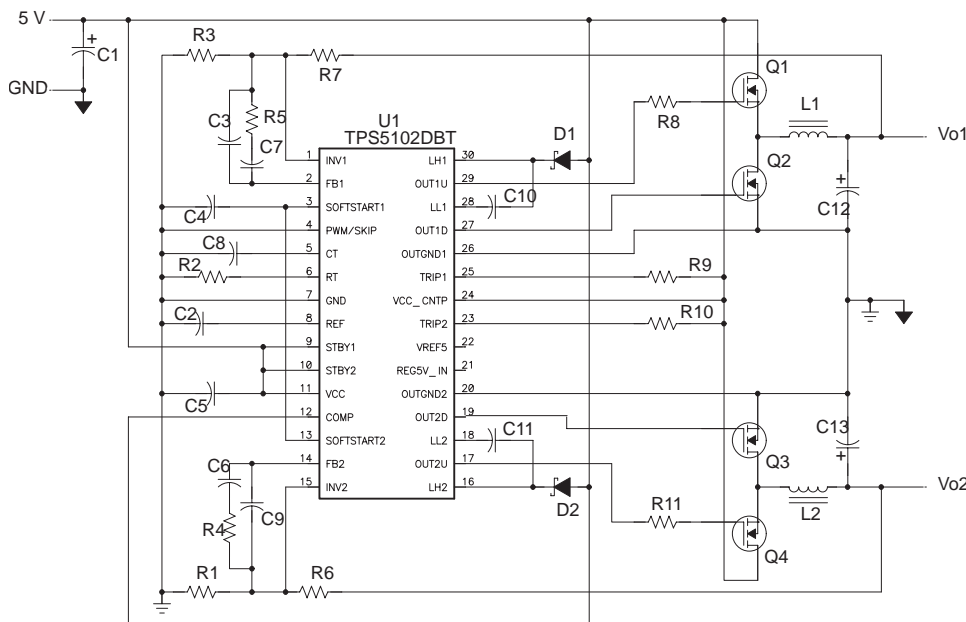 5 V
+
C1
GND
R3
R7
C3
R5
C7
U1
TPS5102DBT
D1
R8
Q1
L1
Vo1
Q2
+
C12
C10
C4
C8
R2
C2
C5
R9
R10
1 INV1 LH1 30
2 FB1 OUT1U 29
3 SOFTSTART1 LL1 28
4 PWM/SKIP OUT1D 27
5 CT OUTGND1 26
6 RT TRIP1 25
7 GND VCC_CNTP 24
8 REF TRIP2 23
9 STBY1 VREF5 22
10 STBY2 REG5V_IN 21
11 VCC OUTGND2 20
12 COMP OUT2D 19
13 SOFTSTART2 LL2 18
14 FB2 OUT2U 17
15 INV2 LH2 16
C11
C13
+
Q3
C6
C9
R4
D2
R11
L2
Vo2
Q4
R1
R6